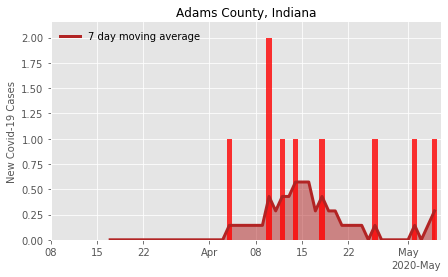 Adams County, Indiana
7 day moving average
New Covid-19 Cases
2.00
1.75
1.50
1.25
1.00
0.75
0.50
0.25
0.00
08 15 22 Apr 08 15 22 May
2020-May